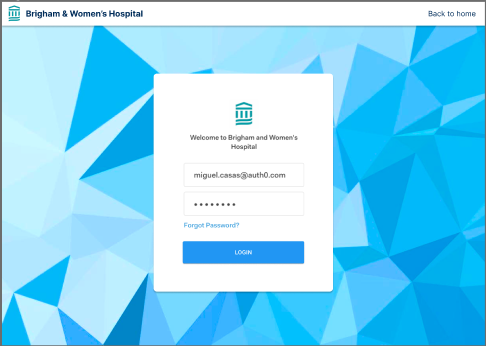 Brigham & Women's Hospital
Back to home
Welcome to Brigham and Women's
Hospital
miguel.casas@auth0.com
••••••••
Forgot Password?
LOGIN